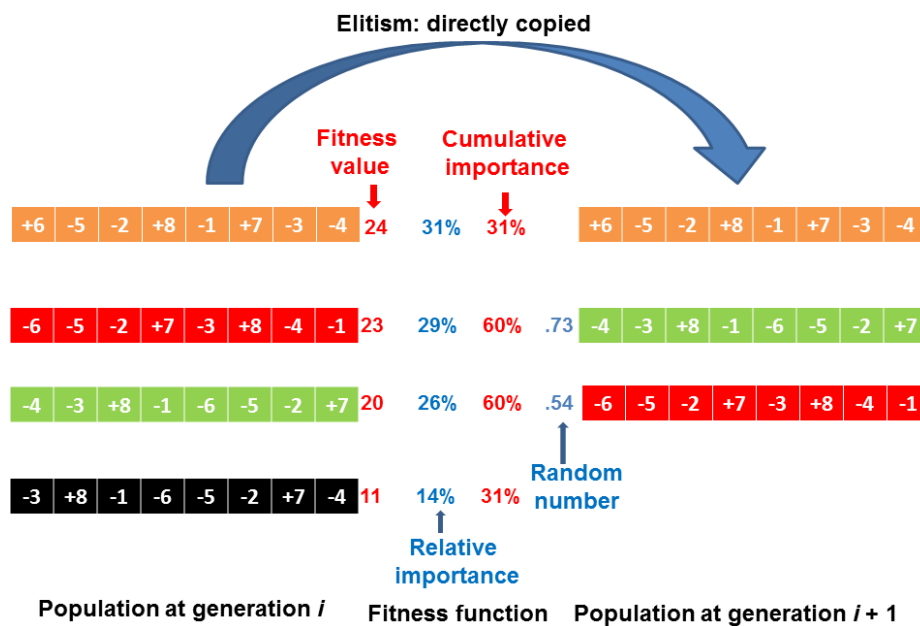 Elitism: directly copied
Fitness value
Cumulative importance
+6 -5 -2 +8 -1 +7 -3 -4 24 31% 31% +6 -5 -2 +8 -1 +7 -3 -4
-6 -5 -2 +7 -3 +8 -4 -1 23 29% 60% .73 -4 -3 +8 -1 -6 -5 -2 +7
-4 -3 +8 -1 -6 -5 -2 +7 20 26% 60% .54 -6 -5 -2 +7 -3 +8 -4 -1
-3 +8 -1 -6 -5 -2 +7 -4 11 14% 31%
Random number
Relative importance
Population at generation i
Fitness function
Population at generation i + 1